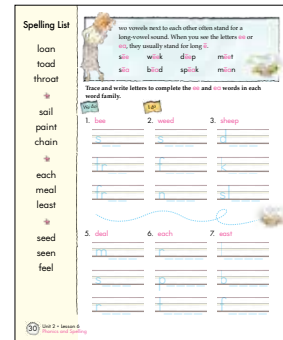 Spelling List
loan
toad
throat
sail
paint
chain
each
meal
least
seed
seen
feel
wo vowels next to each other often stand for a
long-vowel sound. When you see the letters ee or
ea, they usually stand for long ē.
see week deep meet
sea bead speak mean
Trace and write letters to complete the ee and ea words in each
word family.
1. bee 2. weed 3. sheep
s s d
tr f k
fr n sl
5. deal 6. each 7. east
m r l
s p b
r t f
30 Unit 2 • Lesson 6
Phonics and Spelling